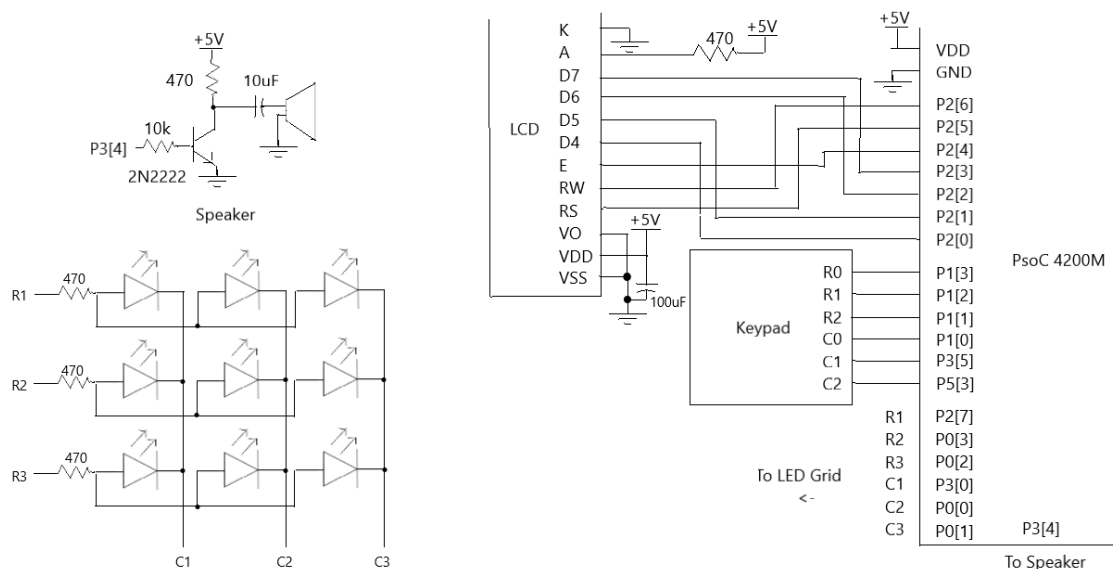 +5V
470
10uF
10k
P3[4]
2N2222
Speaker
470
R1
470
R2
470
R3
C1 C2 C3
LCD
K
A
D7
D6
D5
D4
E
RW
RS
VO
VDD
VSS
470
+5V
+5V
100uF
Keypad
R0
R1
R2
C0
C1
C2
+5V
VDD
GND
P2[6]
P2[5]
P2[4]
P2[3]
P2[2]
P2[1]
P2[0]
P1[3]
P1[2]
P1[1]
P1[0]
P3[5]
P5[3]
R1 P2[7]
R2 P0[3]
R3 P0[2]
C1 P3[0]
C2 P0[0]
C3 P0[1]
To LED Grid
<-
PsoC 4200M
P3[4]
To Speaker